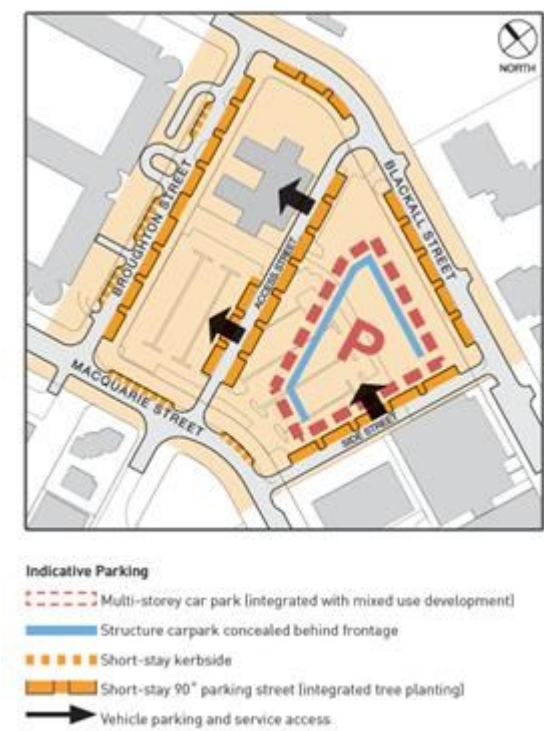 NORTH
BROUGHTON STREET
BLACKALL STREET
ACCESS STREET
P
MACQUARIE STREET
SIDE STREET
Indicative Parking
Multi-storey car park [integrated with mixed use development]
Structure carpark concealed behind frontage
Short-stay kerbside
Short-stay 90° parking street [integrated tree planting]
Vehicle parking and service access